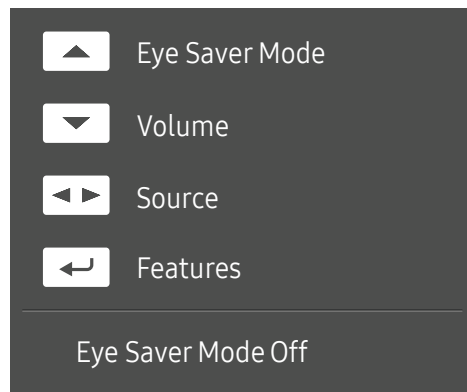 Eye Saver Mode
Volume
Source
Features
Eye Saver Mode Off